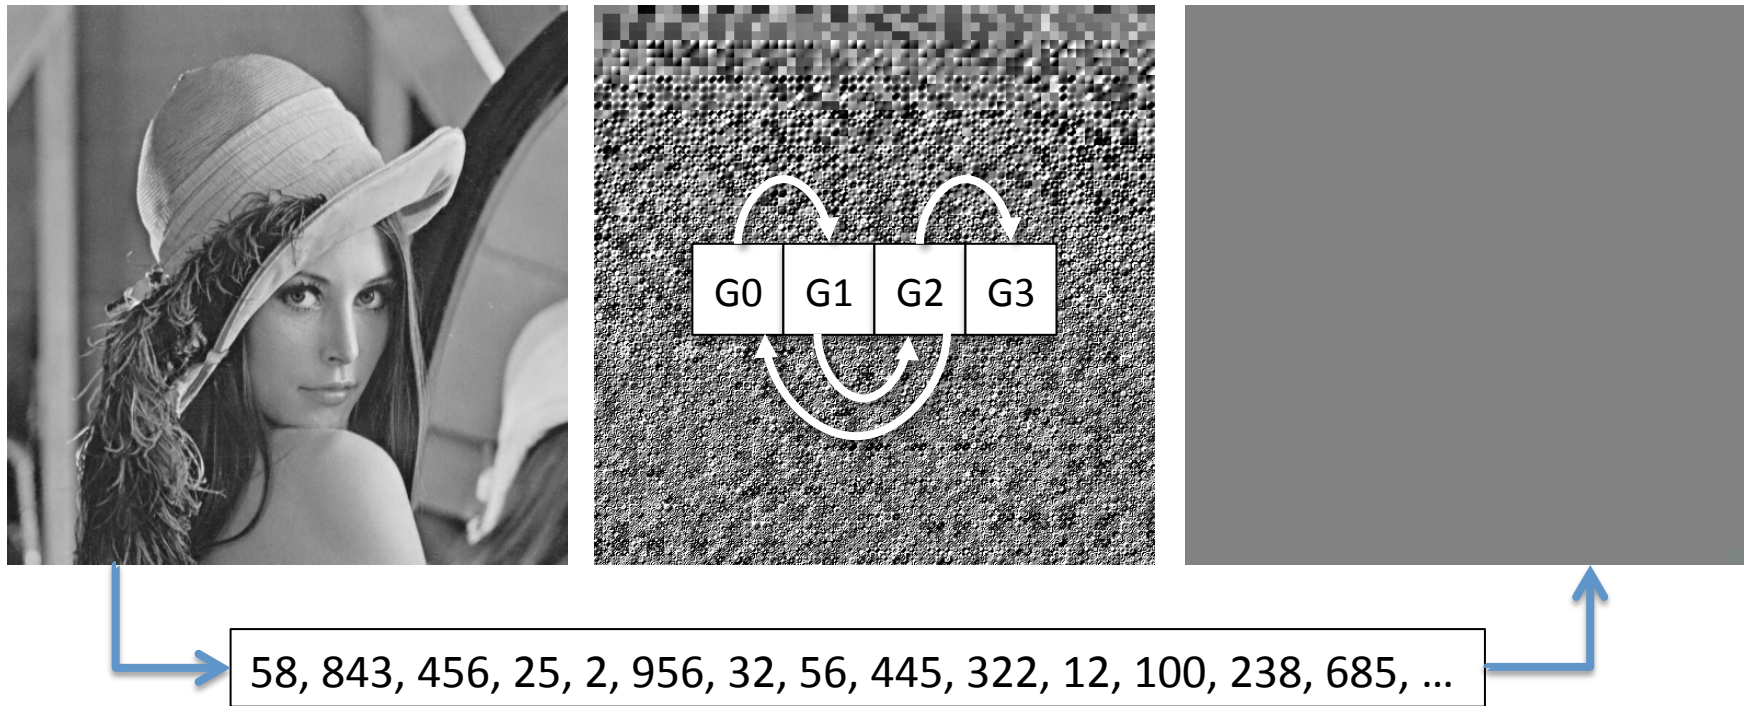 G0 G1 G2 G3
58, 843, 456, 25, 2, 956, 32, 56, 445, 322, 12, 100, 238, 685, ...